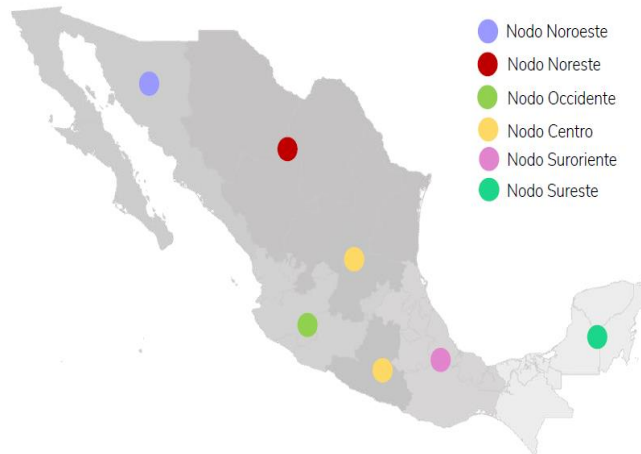 Nodo Noroeste
Nodo Noreste
Nodo Occidente
Nodo Centro
Nodo Suroriente
Nodo Sureste